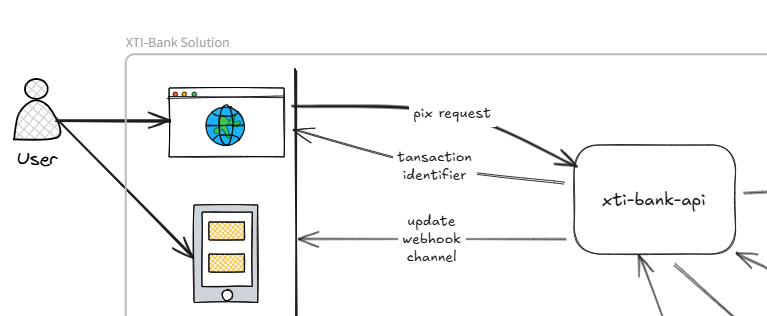 XTI-Bank Solution
User
pix request
tansaction
identifier
update
webhook
channel
xti-bank-api